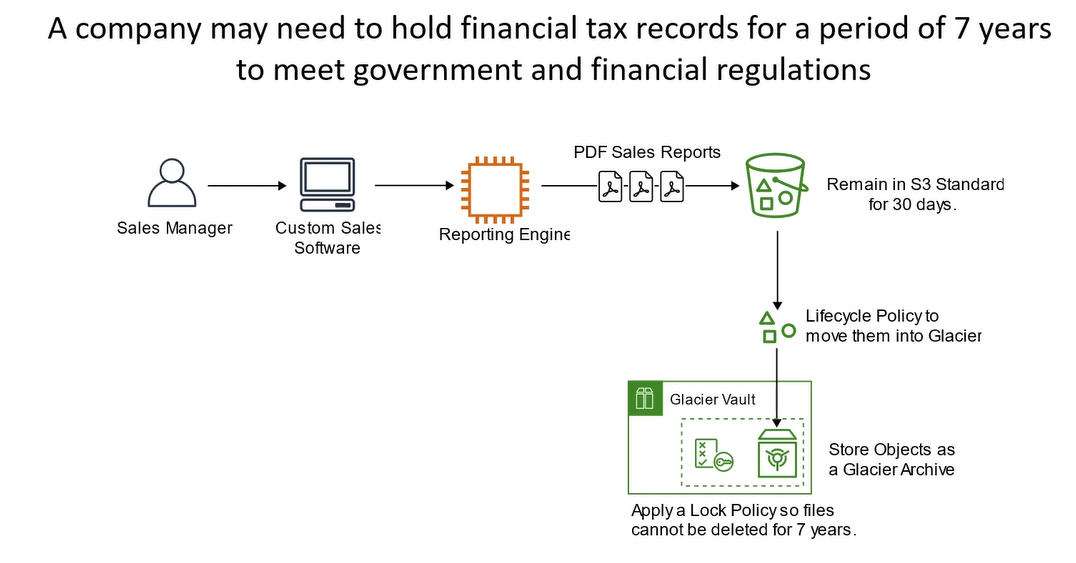 A company may need to hold financial tax records for a period of 7 years
to meet government and financial regulations
PDF Sales Reports
Remain in S3 Standard
for 30 days.
Sales Manager
Custom Sales
Software
Reporting Engine
Lifecycle Policy to
move them into Glacier
Glacier Vault
Store Objects as
a Glacier Archive
Apply a Lock Policy so files
cannot be deleted for 7 years.